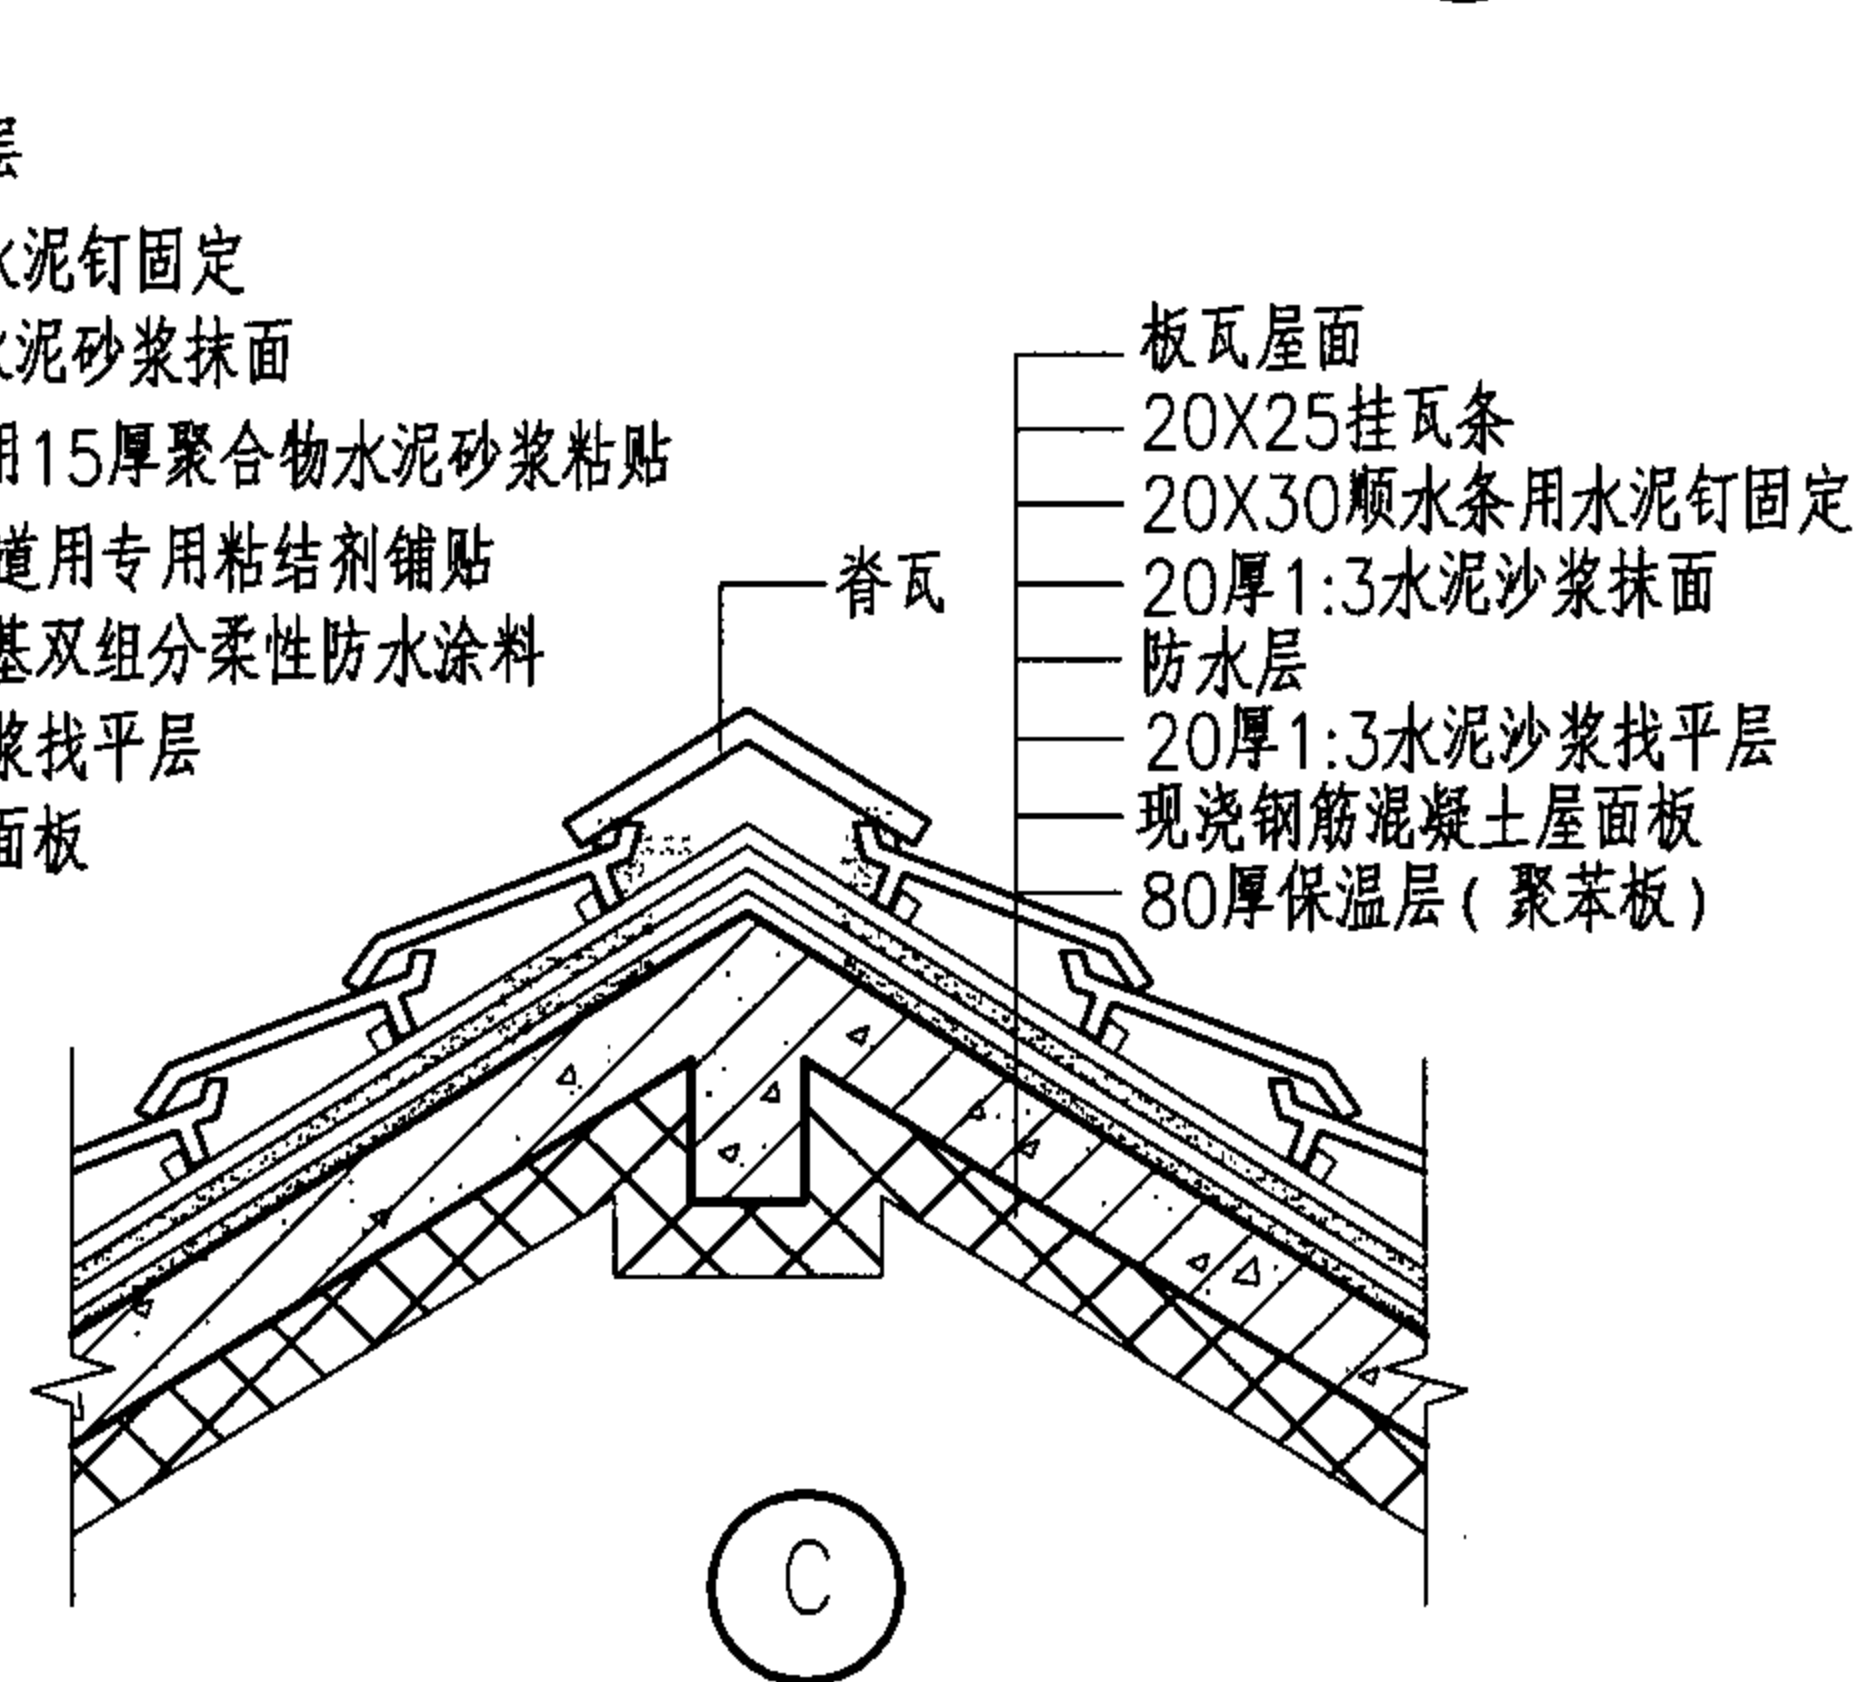 层
水泥钉固定
水泥砂浆抹面
用15厚聚合物水泥砂浆粘贴
道用专用粘结剂铺贴
基双组分柔性防水涂料
浆找平层
面板
脊瓦
板瓦屋面
20X25挂瓦条
20X30顺水条用水泥钉固定
20厚1:3水泥沙浆抹面
防水层
20厚1:3水泥沙浆找平层
现浇钢筋混凝土屋面板
80厚保温层(聚苯板)
C